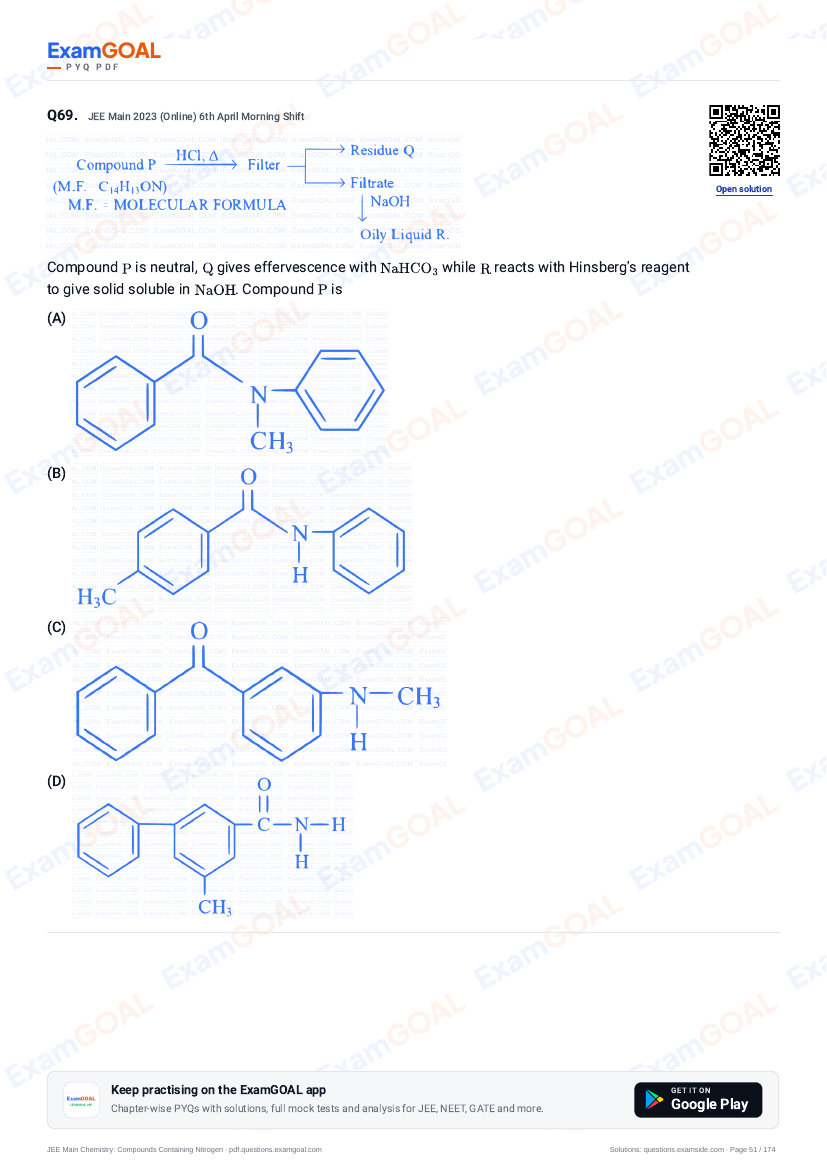 ExamGOAL
PYQ PDF
Q69. JEE Main 2023 (Online) 6th April Morning Shift
Compound P HCl, Δ Filter Residue Q
(M.F. C₁₄H₁₃ON) Filtrate
M.F. = MOLECULAR FORMULA NaOH
Oily Liquid R.
Open solution
Compound P is neutral, Q gives effervescence with NaHCO₃ while R reacts with Hinsberg's reagent
to give solid soluble in NaOH. Compound P is
(A)
O
N
CH₃
(B)
O
N
H
H₃C
(C)
O
N—CH₃
H
(D)
O
C—N—H
H
CH₃
Keep practising on the ExamGOAL app
Chapter-wise PYQs with solutions, full mock tests and analysis for JEE, NEET, GATE and more.
GET IT ON
Google Play
JEE Main Chemistry: Compounds Containing Nitrogen · pdf.questions.examgoal.com
Solutions: questions.examside.com · Page 51 / 174